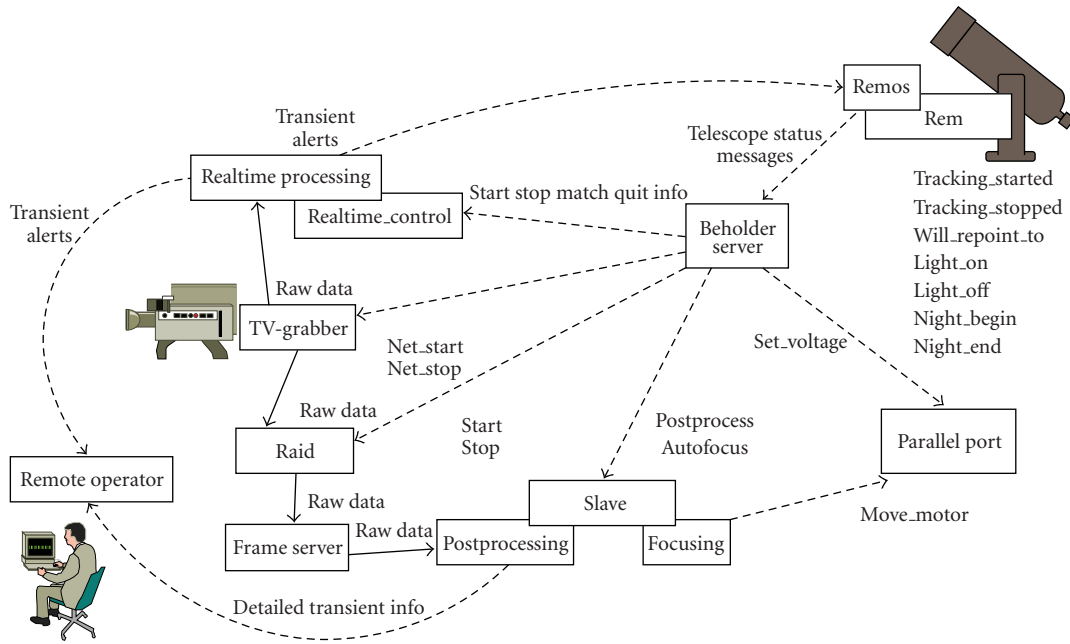 Remos
Rem
Transient
alerts
Telescope status
messages
Realtime processing
Realtime_control
Start stop match quit info
Tracking_started
Tracking_stopped
Will_repoint_to
Light_on
Light_off
Night_begin
Night_end
Transient
alerts
Beholder
server
Raw data
TV-grabber
Net_start
Net_stop
Set_voltage
Raw data
Start
Stop
Postprocess
Autofocus
Parallel port
Raid
Remote operator
Raw data
Slave
Move_motor
Raw data
Frame server
Postprocessing
Focusing
Detailed transient info